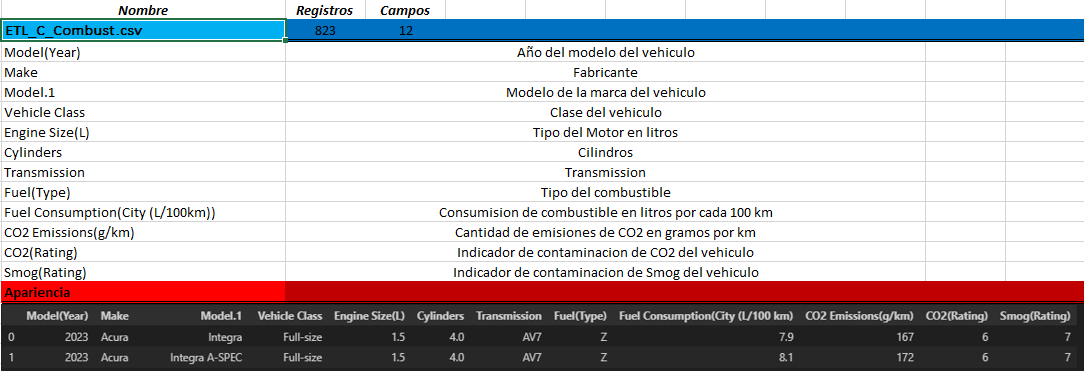 Nombre Registros Campos
ETL_C_Combust.csv 823 12
Model(Year) Año del modelo del vehiculo
Make Fabricante
Model.1 Modelo de la marca del vehiculo
Vehicle Class Clase del vehiculo
Engine Size(L) Tipo del Motor en litros
Cylinders Cilindros
Transmission Transmission
Fuel(Type) Tipo del combustible
Fuel Consumption(City (L/100km)) Consumision de combustible en litros por cada 100 km
CO2 Emissions(g/km) Cantidad de emisiones de CO2 en gramos por km
CO2(Rating) Indicador de contaminacion de CO2 del vehiculo
Smog(Rating) Indicador de contaminacion de Smog del vehiculo
Apariencia
Model(Year) Make Model.1 Vehicle Class Engine Size(L) Cylinders Transmission Fuel(Type) Fuel Consumption(City (L/100 km) CO2 Emissions(g/km) CO2(Rating) Smog(Rating)
0 2023 Acura Integra Full-size 1.5 4.0 AV7 Z 7.9 167 6 7
1 2023 Acura Integra A-SPEC Full-size 1.5 4.0 AV7 Z 8.1 172 6 7